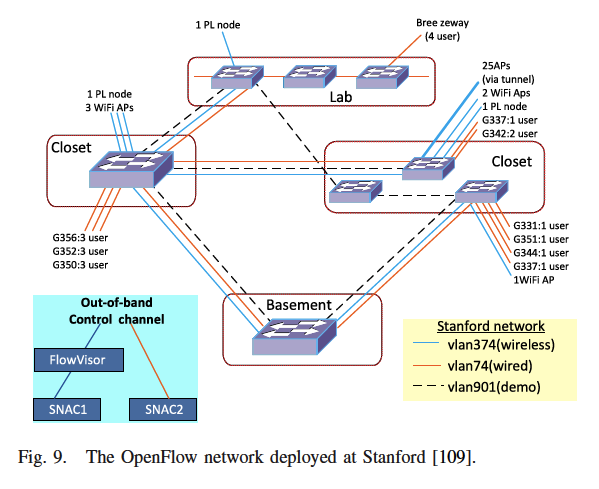 1 PL node
Bree zeway
(4 user)
Lab
25APs
(via tunnel)
2 WiFi Aps
1 PL node
G337:1 user
G342:2 user
1 PL node
3 WiFi APs
Closet
Closet
G356:3 user
G352:3 user
G350:3 user
G331:1 user
G351:1 user
G344:1 user
G337:1 user
1WiFi AP
Basement
Out-of-band
Control channel
FlowVisor
SNAC1
SNAC2
Stanford network
vlan374(wireless)
vlan74(wired)
vlan901(demo)
Fig. 9. The OpenFlow network deployed at Stanford [109].